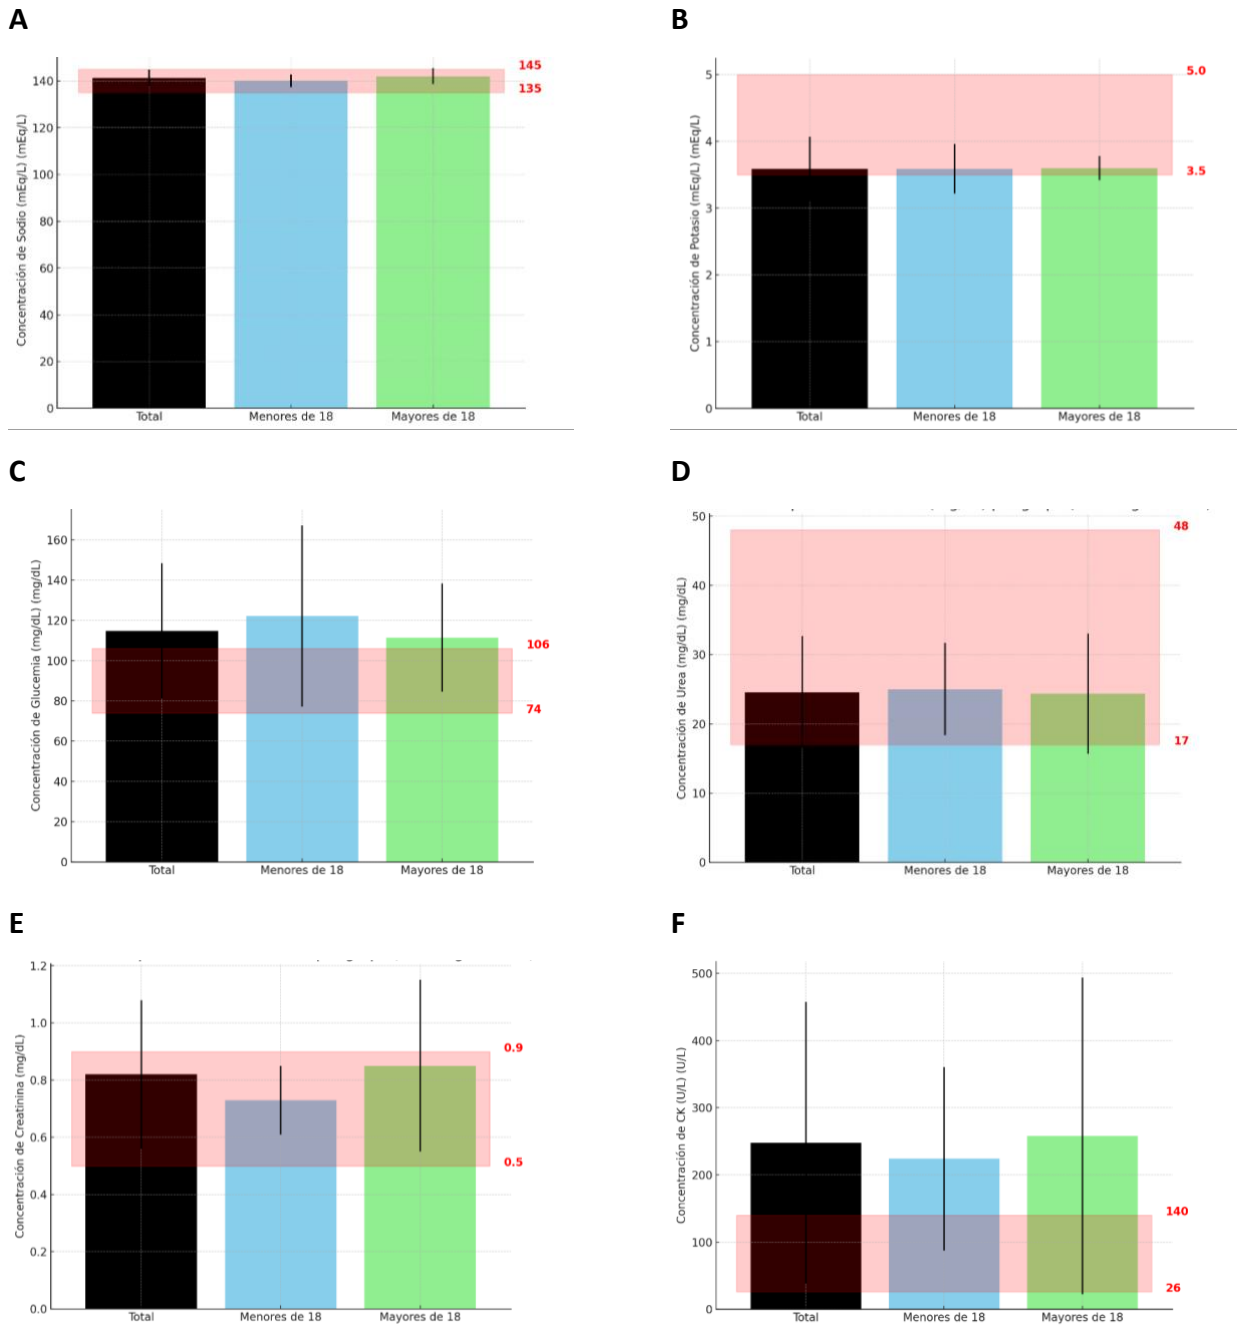 A
B
Concentración de Sodio (mEq/L) (mEq/L)
140
120
100
80
60
40
20
0
145
135
Total
Menores de 18
Mayores de 18
Concentración de Potasio (mEq/L) (mEq/L)
5
4
3
2
1
0
5.0
3.5
Total
Menores de 18
Mayores de 18
C
D
Concentración de Glucemia (mg/dL) (mg/dL)
160
140
120
100
80
60
40
20
0
106
74
Total
Menores de 18
Mayores de 18
Concentración de Urea (mg/dL) (mg/dL)
50
40
30
20
10
0
48
17
Total
Menores de 18
Mayores de 18
E
F
Concentración de Creatinina (mg/dL)
1.2
1.0
0.8
0.6
0.4
0.2
0.0
0.9
0.5
Total
Menores de 18
Mayores de 18
Concentración de CK (U/L) (U/L)
500
400
300
200
100
0
140
26
Total
Menores de 18
Mayores de 18